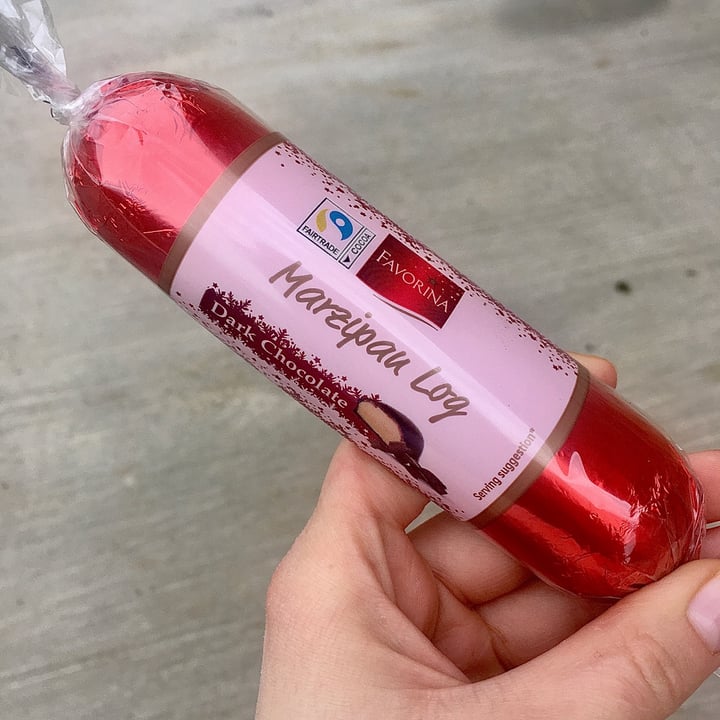 FAIRTRADE
COCOA
FAVORINA
Marzipan Log
Dark Chocolate
Serving suggestion*